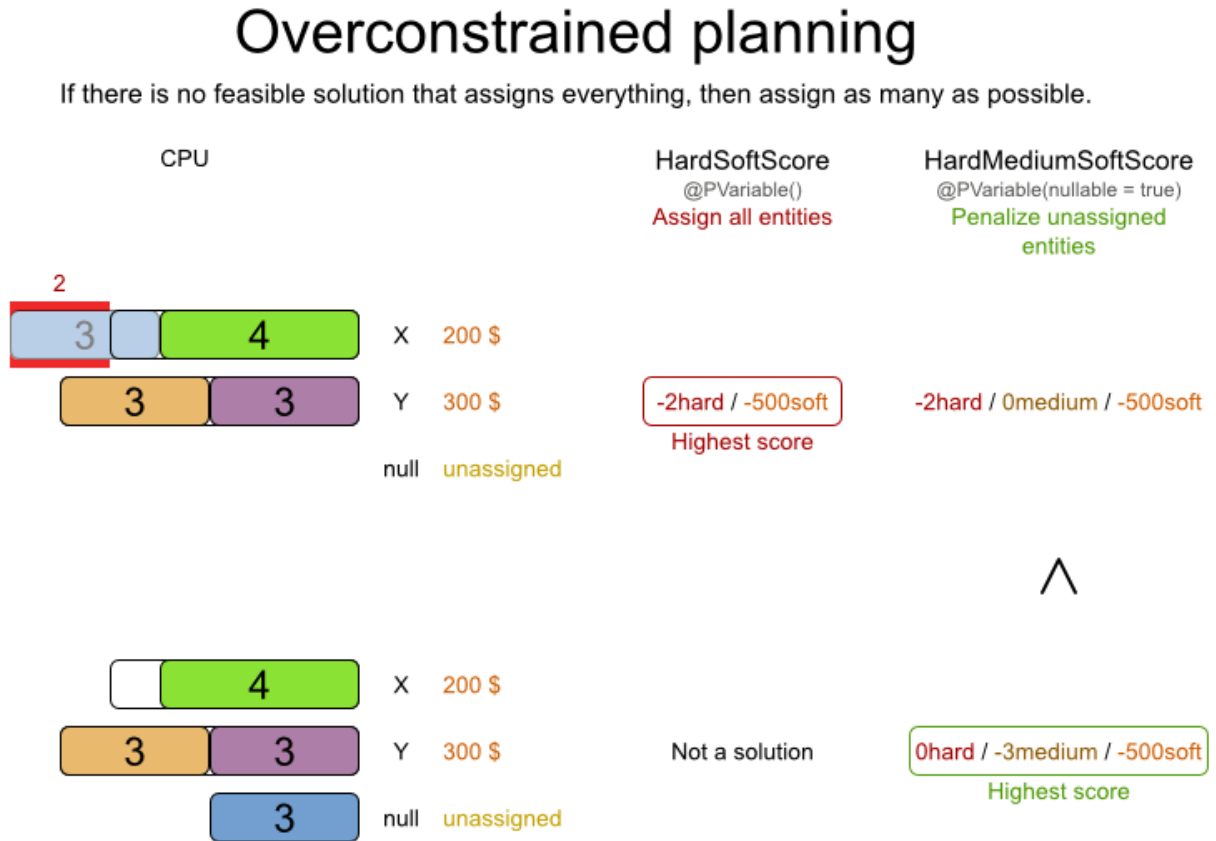 Overconstrained planning
If there is no feasible solution that assigns everything, then assign as many as possible.
CPU
HardSoftScore
@PVariable()
Assign all entities
HardMediumSoftScore
@PVariable(nullable = true)
Penalize unassigned
entities
2
3 4 X 200 $
3 3 Y 300 $
-2hard / -500soft
-2hard / 0medium / -500soft
Highest score
null unassigned
4 X 200 $
3 3 Y 300 $
Not a solution
0hard / -3medium / -500soft
Highest score
3 null unassigned